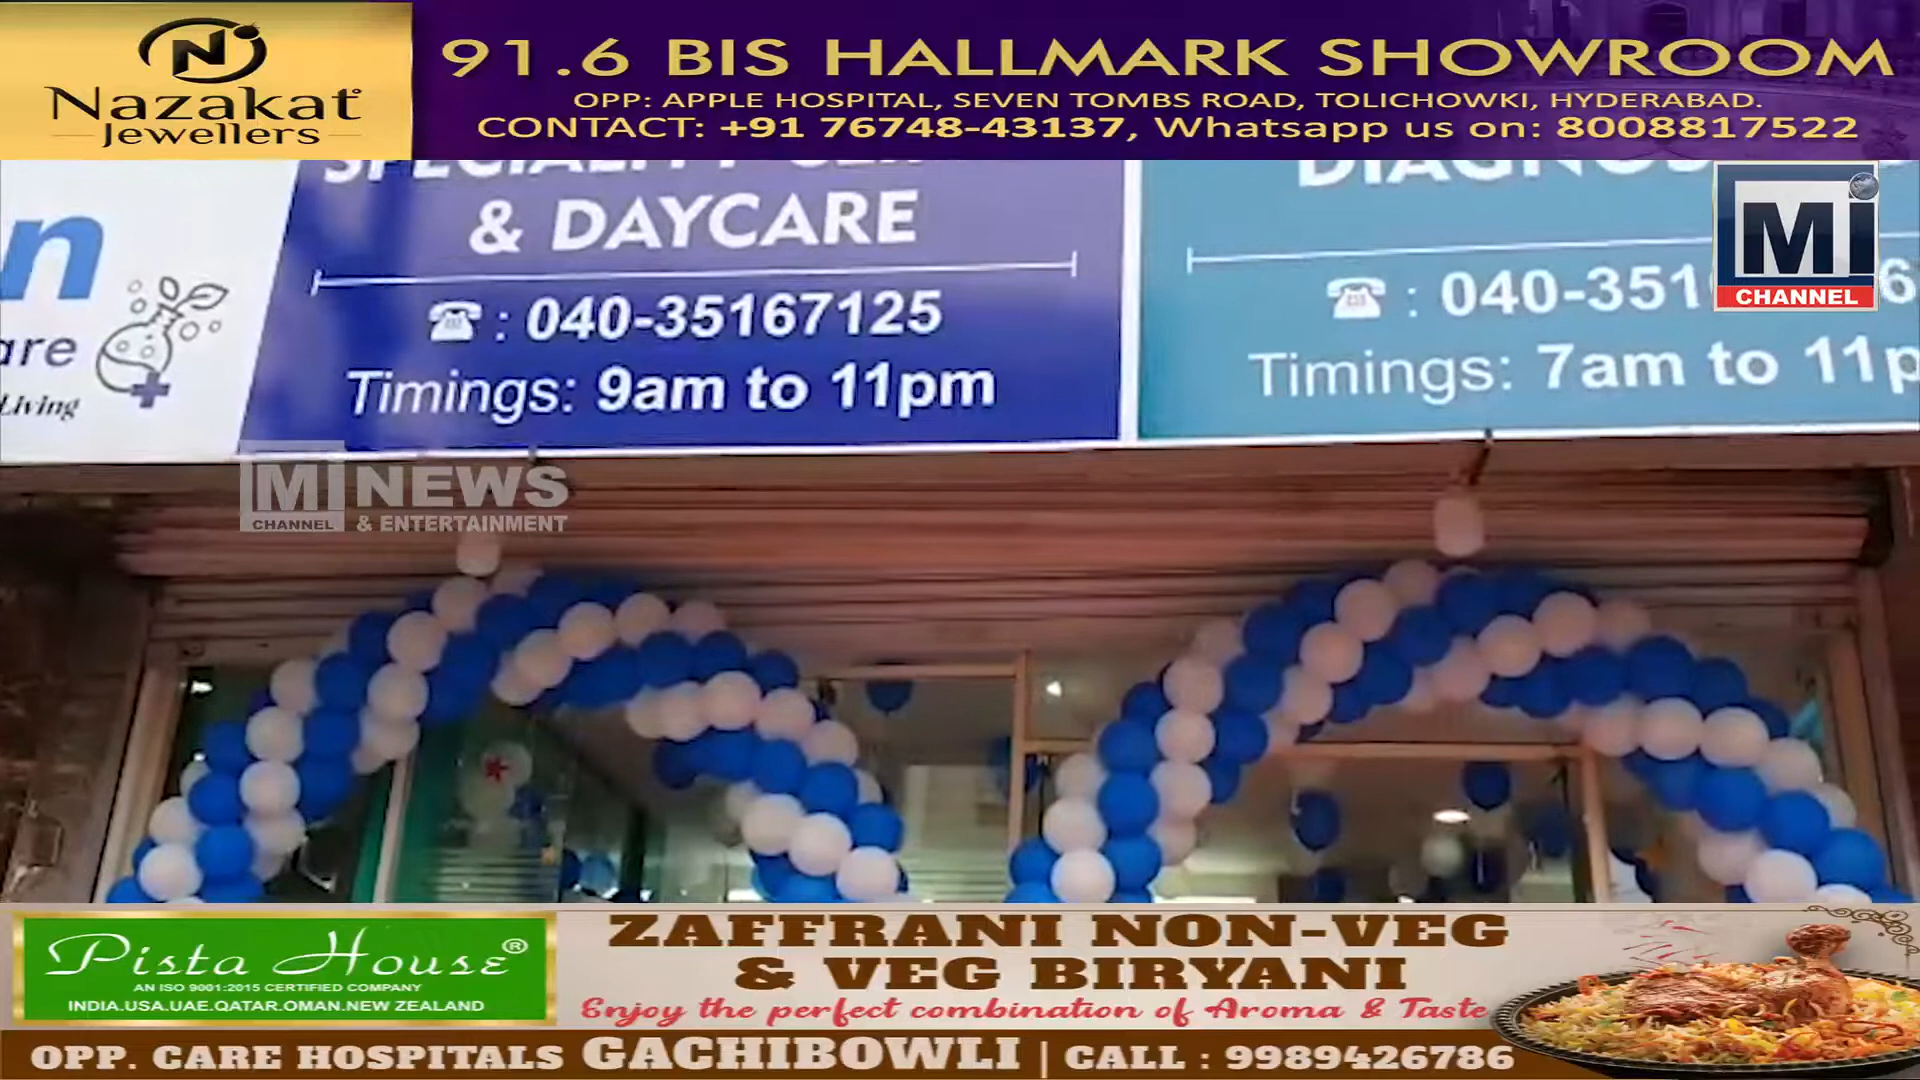 Nazakat
Jewellers
91.6 BIS HALLMARK SHOWROOM
OPP: APPLE HOSPITAL, SEVEN TOMBS ROAD, TOLICHOWKI, HYDERABAD.
CONTACT: +91 76748-43137, Whatsapp us on: 8008817522
n
are
Living
& DAYCARE
: 040-35167125
Timings: 9am to 11pm
: 040-351
6
Timings: 7am to 11p
Mi
CHANNEL
Mi NEWS
CHANNEL & ENTERTAINMENT
Pista House®
AN ISO 9001:2015 CERTIFIED COMPANY
INDIA.USA.UAE.QATAR.OMAN.NEW ZEALAND
ZAFFRANI NON-VEG
& VEG BIRYANI
Enjoy the perfect combination of Aroma & Taste
OPP. CARE HOSPITALS GACHIBOWLI | CALL : 9989426786